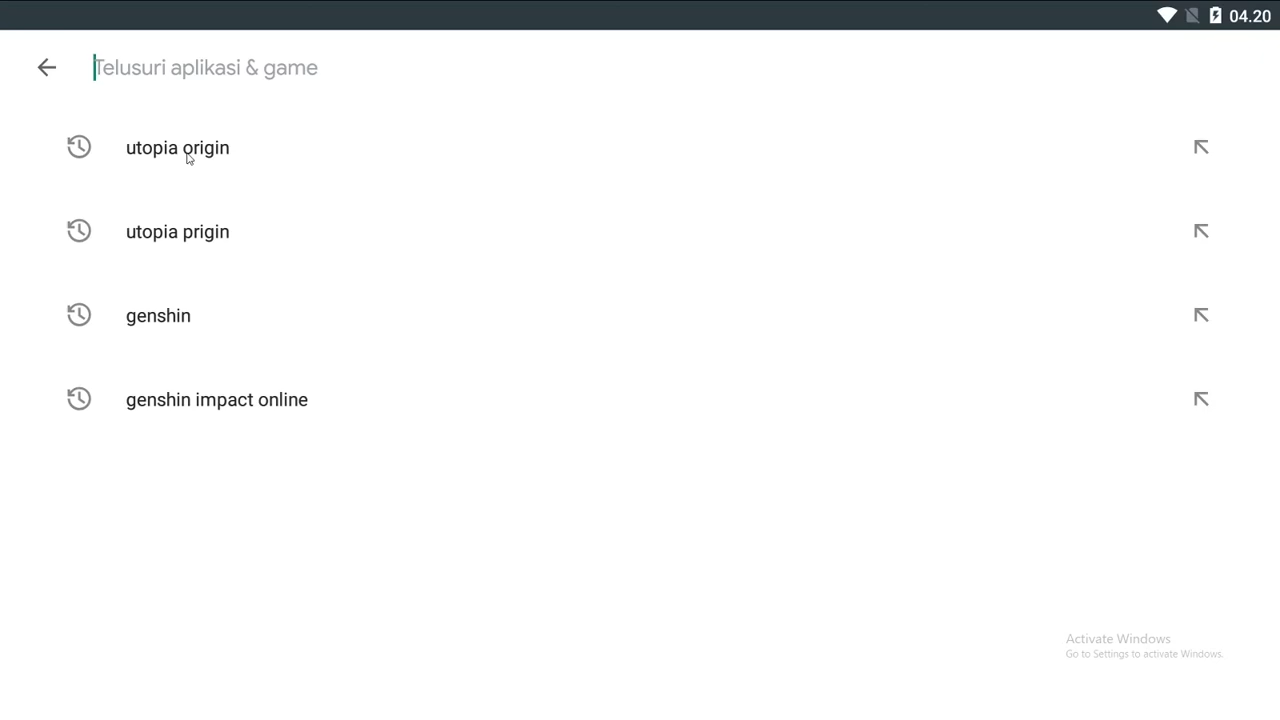 04.20
Telusuri aplikasi & game
utopia origin
utopia prigin
genshin
genshin impact online
Activate Windows
Go to Settings to activate Windows.